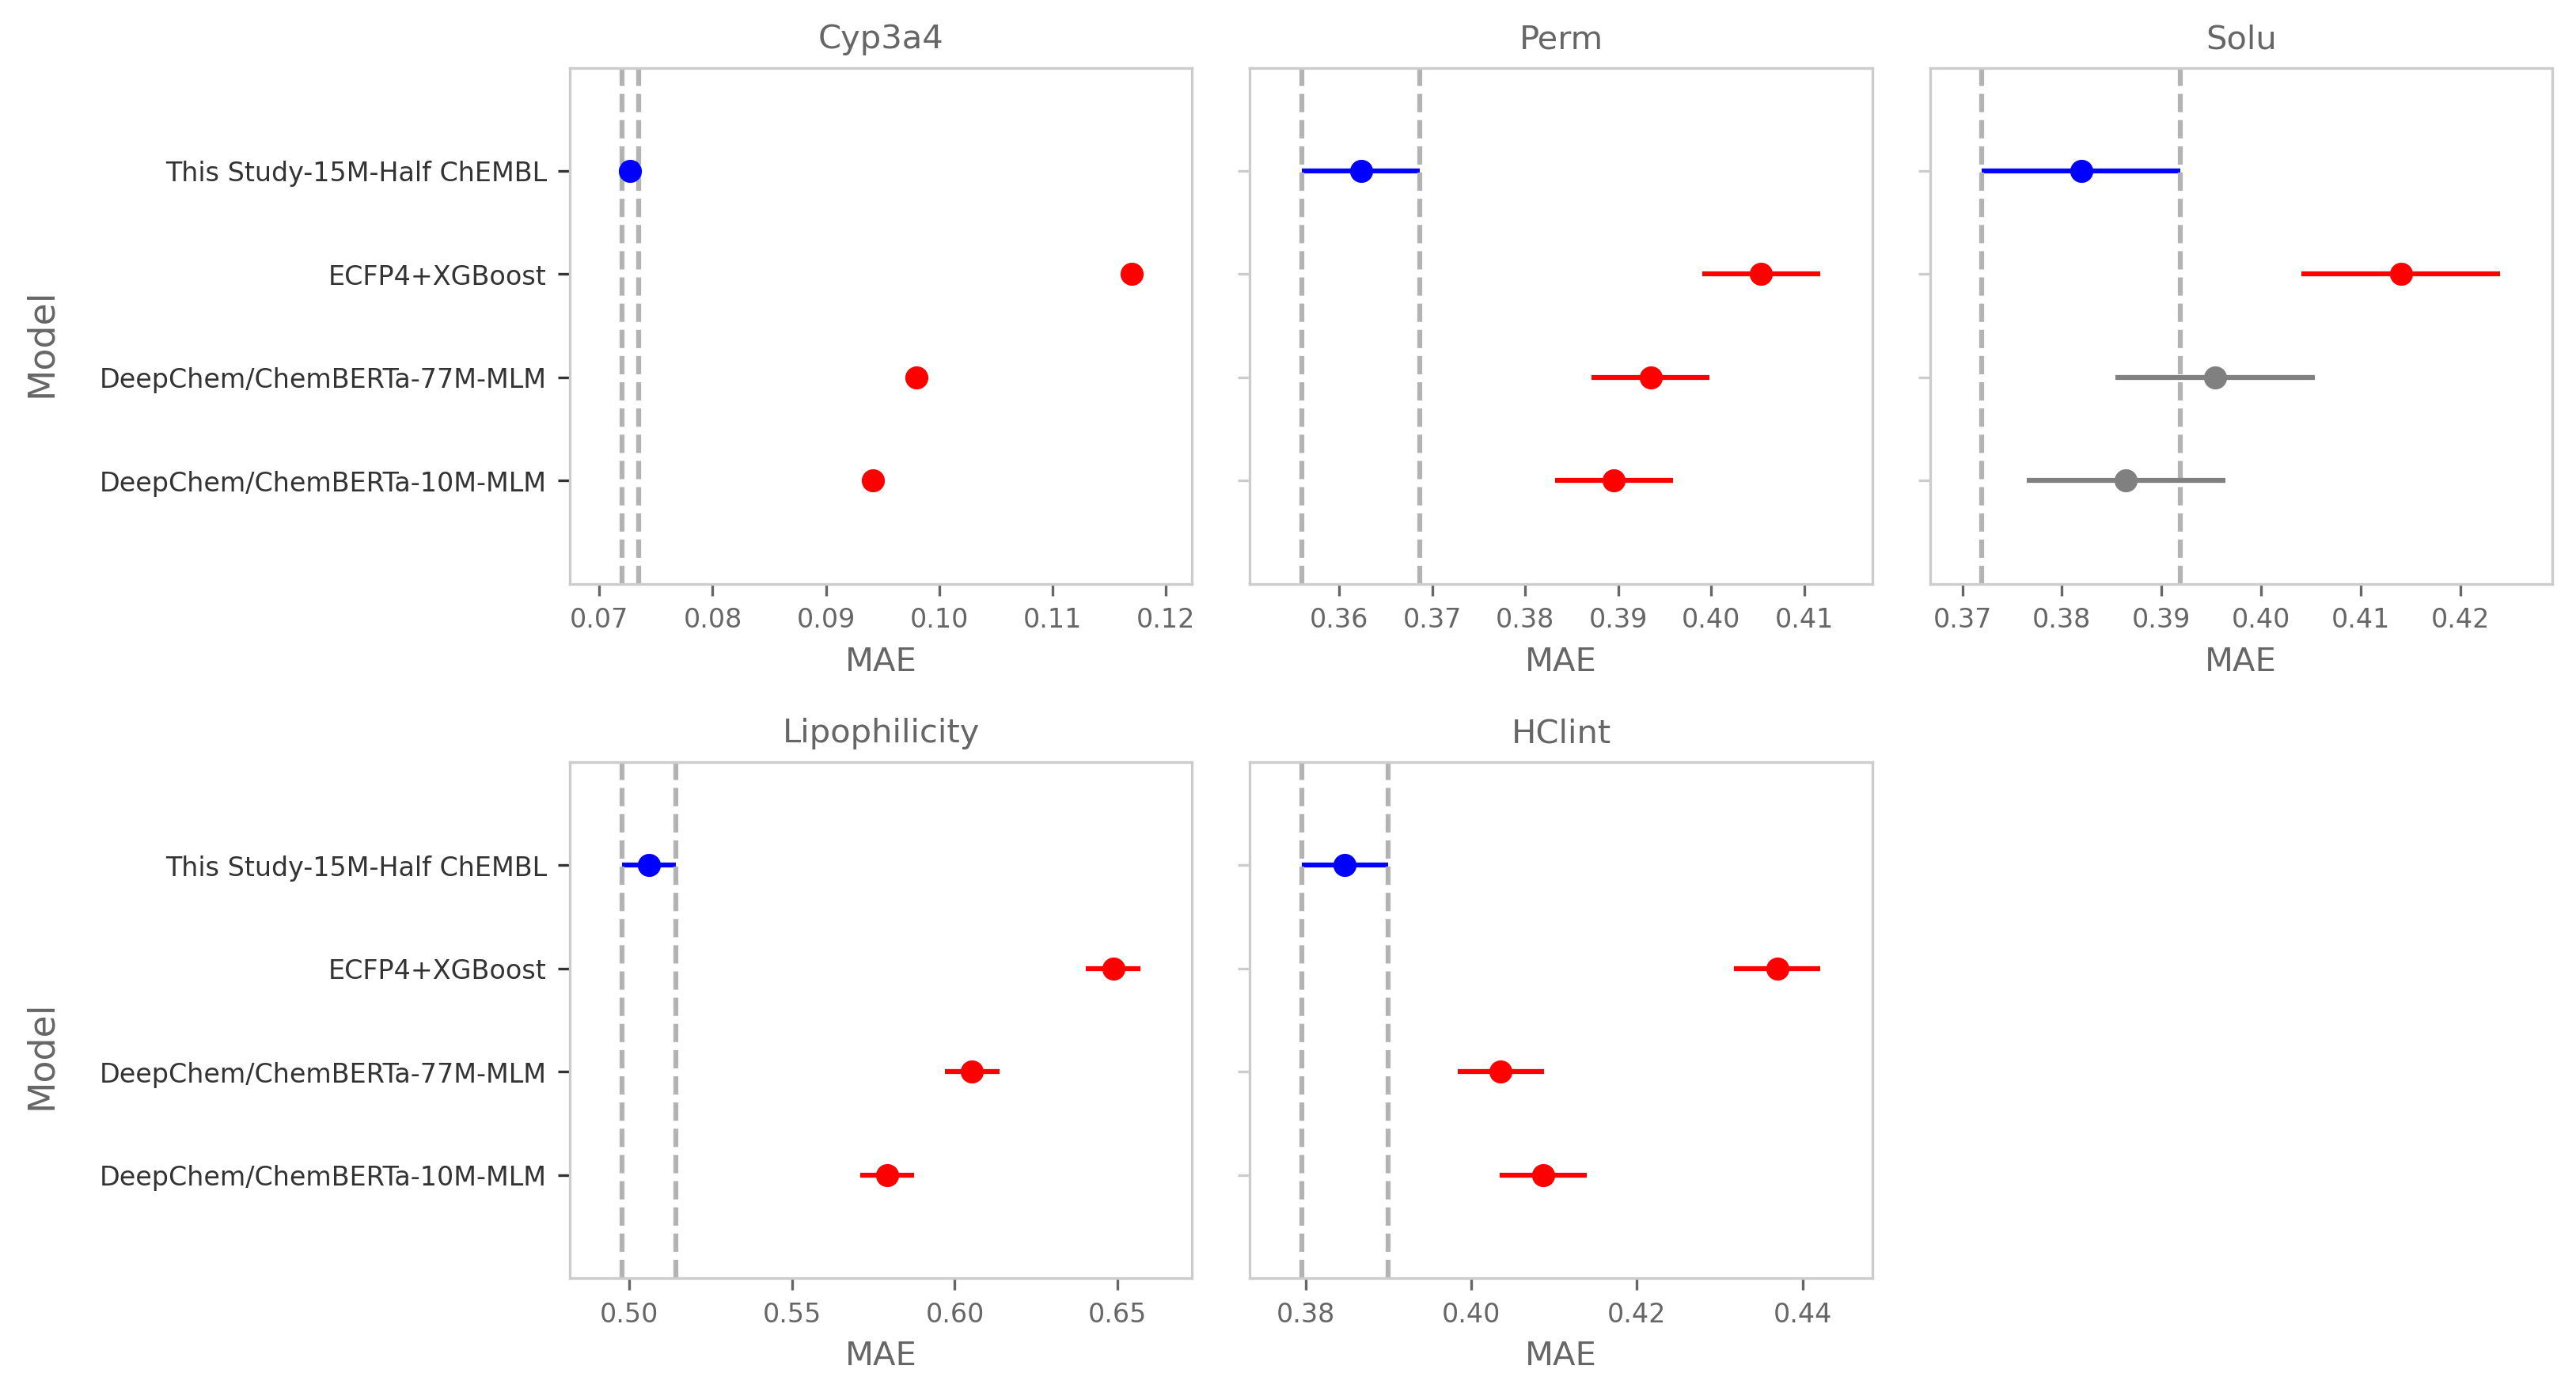 Cyp3a4
Perm
Solu
Model
This Study-15M-Half ChEMBL
ECFP4+XGBoost
DeepChem/ChemBERTa-77M-MLM
DeepChem/ChemBERTa-10M-MLM
0.07 0.08 0.09 0.10 0.11 0.12
MAE
0.36 0.37 0.38 0.39 0.40 0.41
MAE
0.37 0.38 0.39 0.40 0.41 0.42
MAE
Lipophilicity
HClint
Model
This Study-15M-Half ChEMBL
ECFP4+XGBoost
DeepChem/ChemBERTa-77M-MLM
DeepChem/ChemBERTa-10M-MLM
0.50 0.55 0.60 0.65
MAE
0.38 0.40 0.42 0.44
MAE